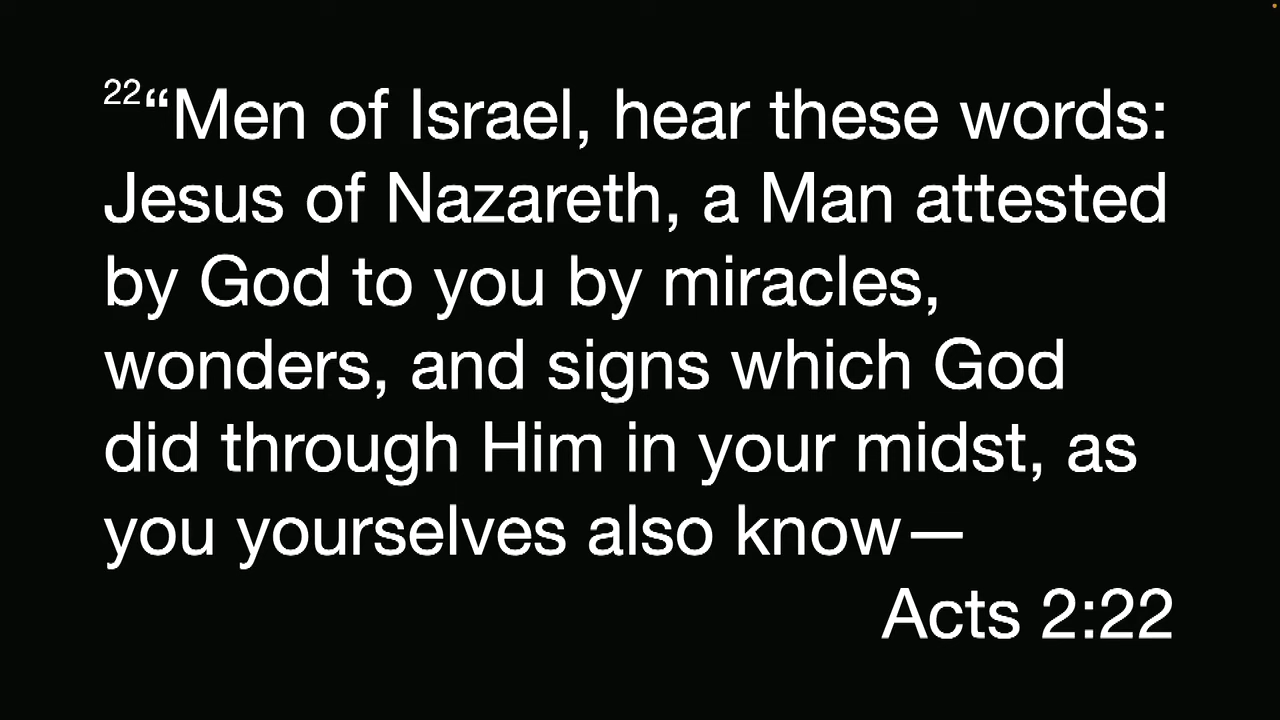 22“Men of Israel, hear these words:
Jesus of Nazareth, a Man attested
by God to you by miracles,
wonders, and signs which God
did through Him in your midst, as
you yourselves also know—
Acts 2:22